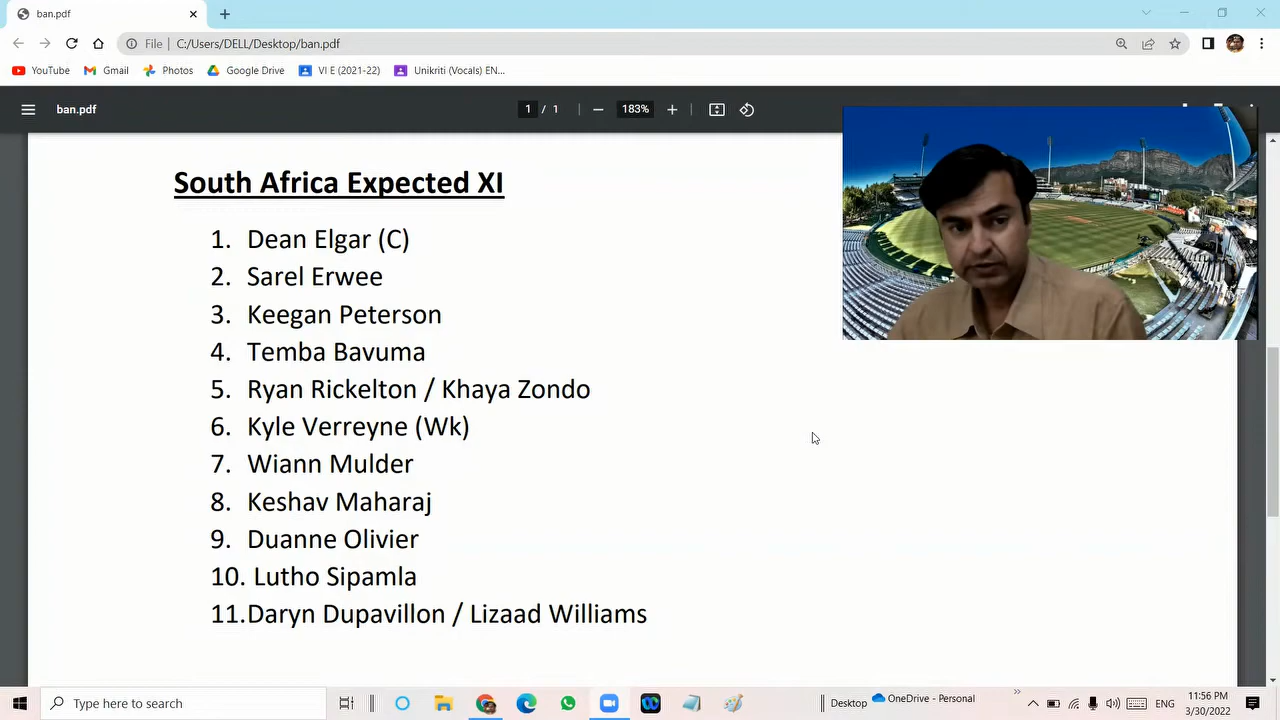 ban.pdf
File | C:/Users/DELL/Desktop/ban.pdf
YouTube Gmail Photos Google Drive VI E (2021-22) Unikriti (Vocals) EN...
ban.pdf 1 / 1 183%
South Africa Expected XI
1. Dean Elgar (C)
2. Sarel Erwee
3. Keegan Peterson
4. Temba Bavuma
5. Ryan Rickelton / Khaya Zondo
6. Kyle Verreyne (Wk)
7. Wiann Mulder
8. Keshav Maharaj
9. Duanne Olivier
10. Lutho Sipamla
11.Daryn Dupavillon / Lizaad Williams
Type here to search
Desktop
OneDrive - Personal
ENG
11:56 PM
3/30/2022